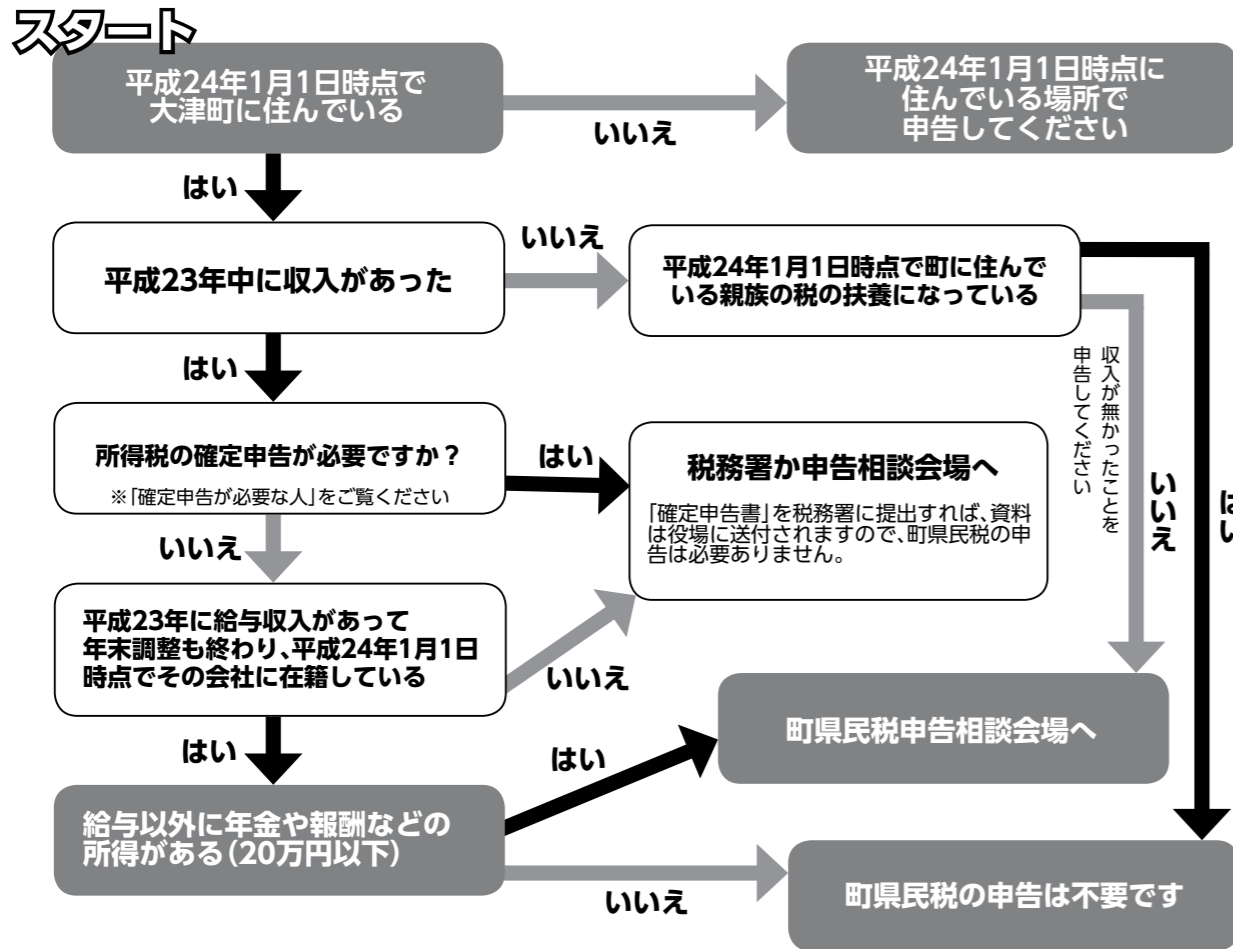 スタート
平成24年1月1日時点で
大津町に住んでいる
いいえ
平成24年1月1日時点に
住んでいる場所で
申告してください
はい
平成23年中に収入があった
いいえ
平成24年1月1日時点で町に住んで
いる親族の税の扶養になっている
はい
収入が無かったことを
申告してください
いいえ
はい
所得税の確定申告が必要ですか？
※「確定申告が必要な人」をご覧ください
はい
税務署か申告相談会場へ
「確定申告書」を税務署に提出すれば、資料
は役場に送付されますので、町県民税の申
告は必要ありません。
いいえ
平成23年に給与収入があって
年末調整も終わり、平成24年1月1日
時点でその会社に在籍している
いいえ
はい
町県民税申告相談会場へ
はい
給与以外に年金や報酬などの
所得がある（20万円以下）
いいえ
町県民税の申告は不要です